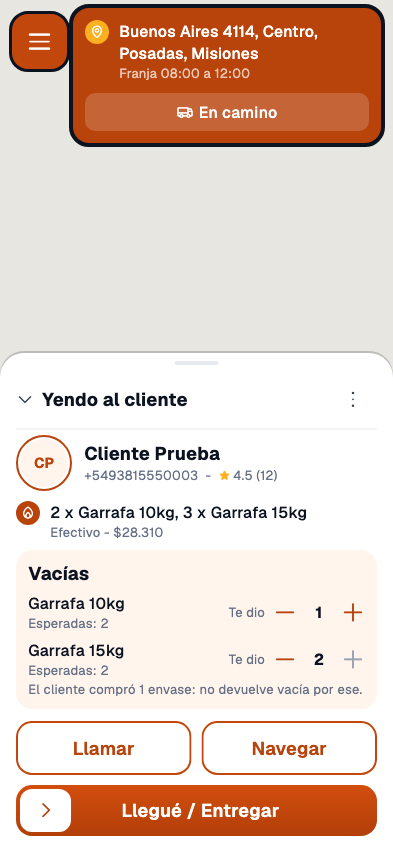 Buenos Aires 4114, Centro,
Posadas, Misiones
Franja 08:00 a 12:00
En camino
Yendo al cliente
CP
Cliente Prueba
+5493815550003 - 4.5 (12)
2 x Garrafa 10kg, 3 x Garrafa 15kg
Efectivo - $28.310
Vacías
Garrafa 10kg
Esperadas: 2
Te dio — 1 +
Garrafa 15kg
Esperadas: 2
Te dio — 2 +
El cliente compró 1 envase: no devuelve vacía por ese.
Llamar
Navegar
Llegué / Entregar